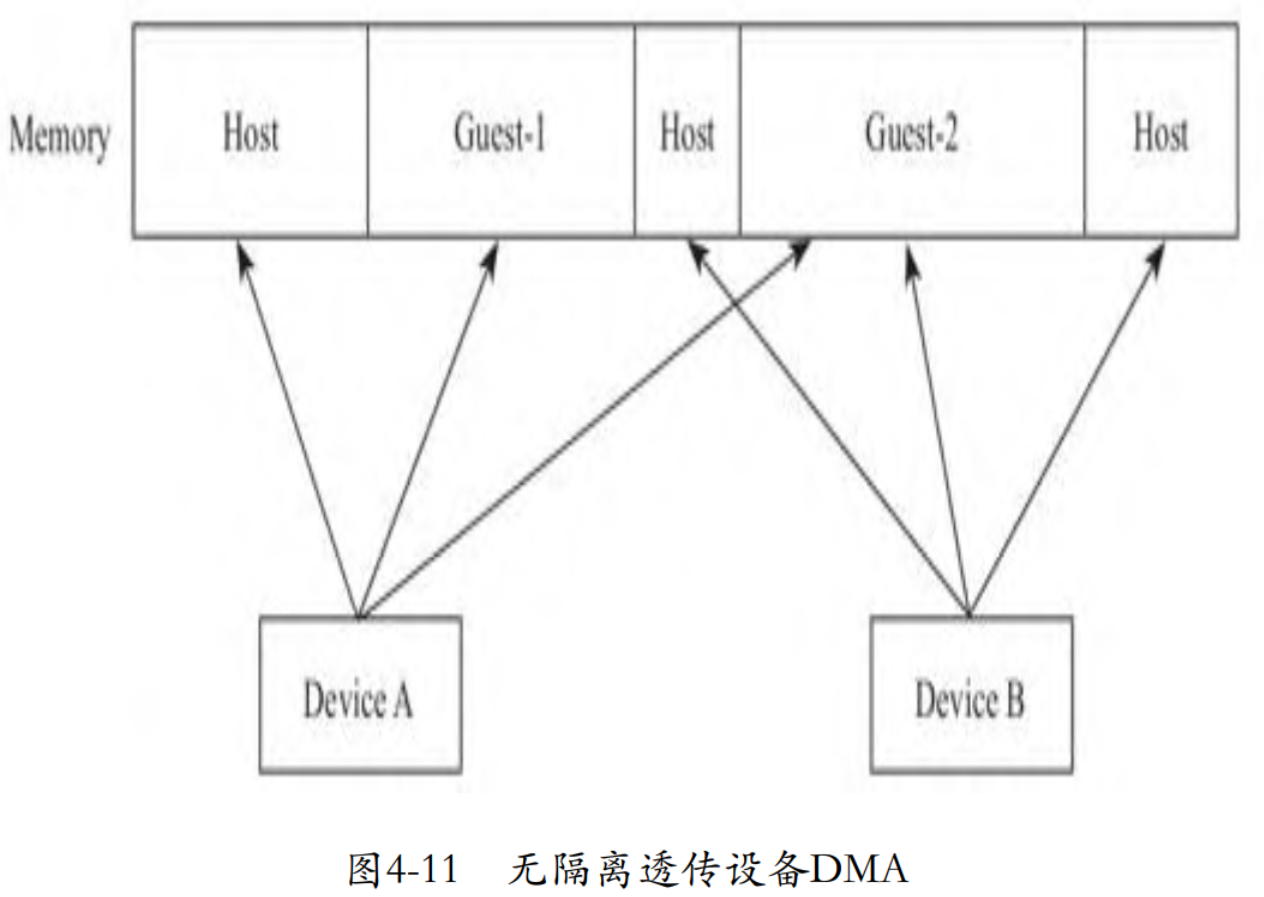 Memory Host Guest-1 Host Guest-2 Host
Device A Device B
图4-11 无隔离透传设备DMA